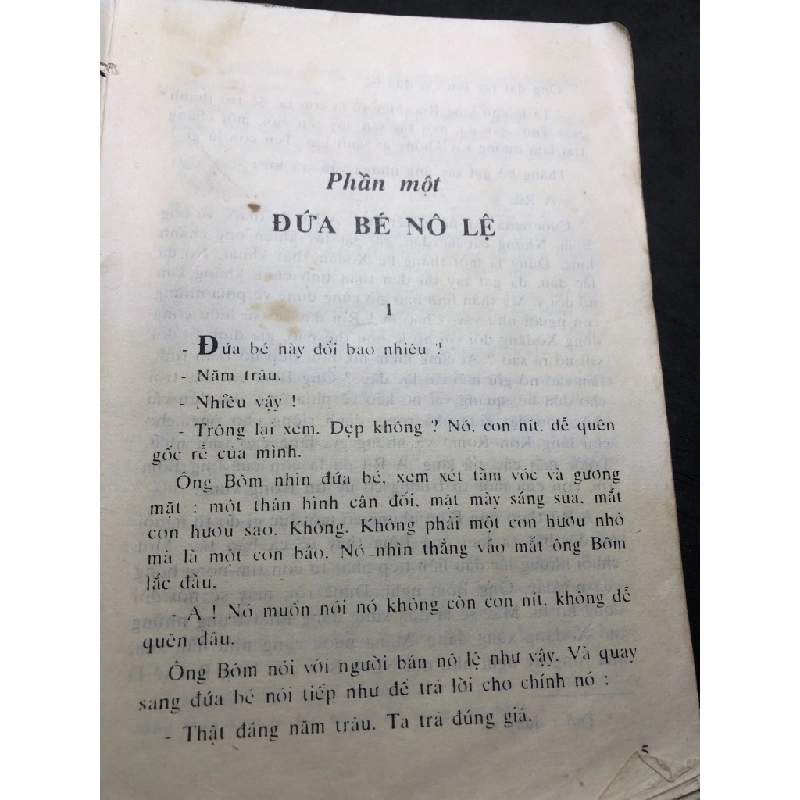 Phần một
ĐỨA BÉ NÔ LỆ
1
- Đứa bé này đổi bao nhiêu ?
- Năm trâu.
- Nhiều vậy !
- Trông lại xem. Đẹp không ? Nó, con nít, dễ quên
gốc rễ của mình.
Ông Bôm nhìn đứa bé, xem xét tầm vóc và gương
mặt : một thân hình cân đối, mặt mày sáng sủa, mắt
con hươu sao. Không. Không phải một con hươu nhỏ
mà là một con báo. Nó nhìn thẳng vào mắt ông Bôm
lắc đầu.
- A ! Nó muốn nói nó không còn con nít, không dễ
quên đâu.
Ông Bôm nói với người bán nô lệ như vậy. Và quay
sang đứa bé nói tiếp như để trả lời cho chính nó :
- Thật đáng năm trâu. Ta trả đúng giá.
5